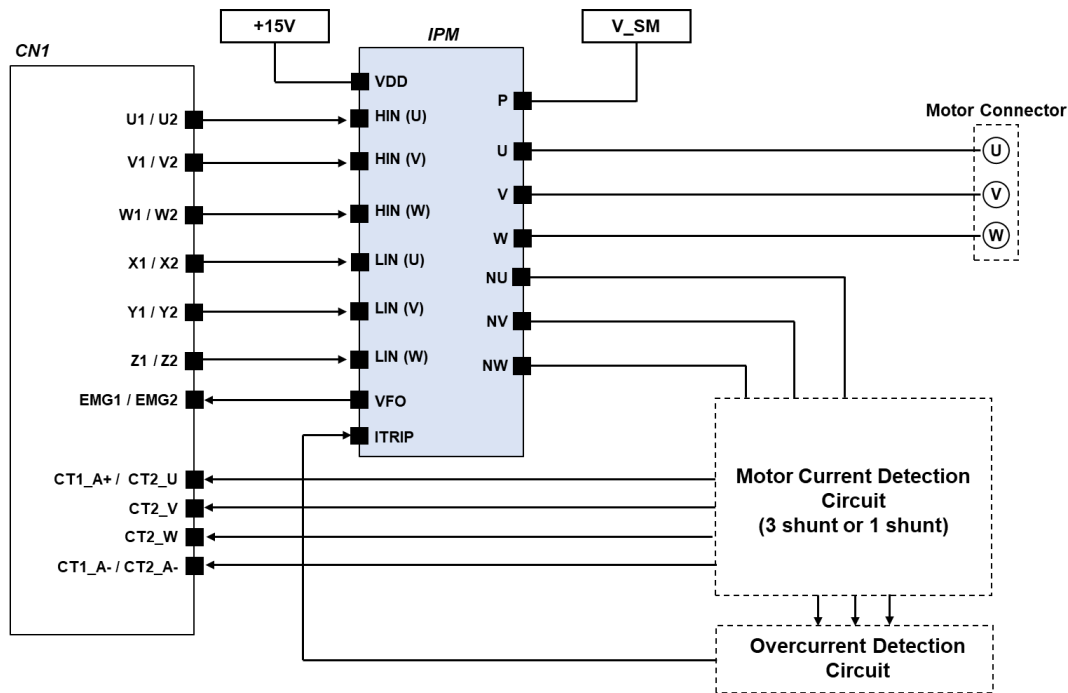 +15V
IPM
V_SM
CN1
VDD
P
Motor Connector
U1 / U2
HIN (U)
U
U
V1 / V2
HIN (V)
V
V
W1 / W2
HIN (W)
W
W
X1 / X2
LIN (U)
NU
Y1 / Y2
LIN (V)
NV
Z1 / Z2
LIN (W)
NW
EMG1 / EMG2
VFO
ITRIP
CT1_A+ / CT2_U
CT2_V
CT2_W
CT1_A- / CT2_A-
Motor Current Detection
Circuit
(3 shunt or 1 shunt)
Overcurrent Detection
Circuit